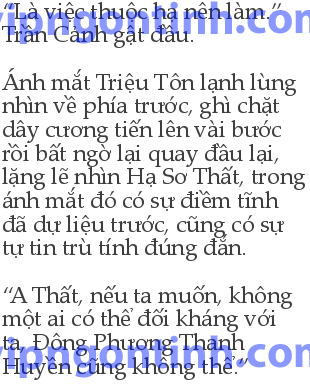 “Là việc thuộc hạ nên làm.”
Trần Cảnh gật đầu.
Ánh mắt Triệu Tôn lạnh lùng
nhìn về phía trước, ghì chặt
dây cương tiến lên vài bước
rồi bất ngờ lại quay đầu lại,
lặng lẽ nhìn Hạ Sơ Thất, trong
ánh mắt đó có sự điềm tĩnh
đã dự liệu trước, cũng có sự
tự tin trù tính đúng đắn.
“A Thất, nếu ta muốn, không
một ai có thể đối kháng với
ta, Đông Phương Thanh
Huyền cũng không thể.”
vipngontinh.com
vipngontinh.com